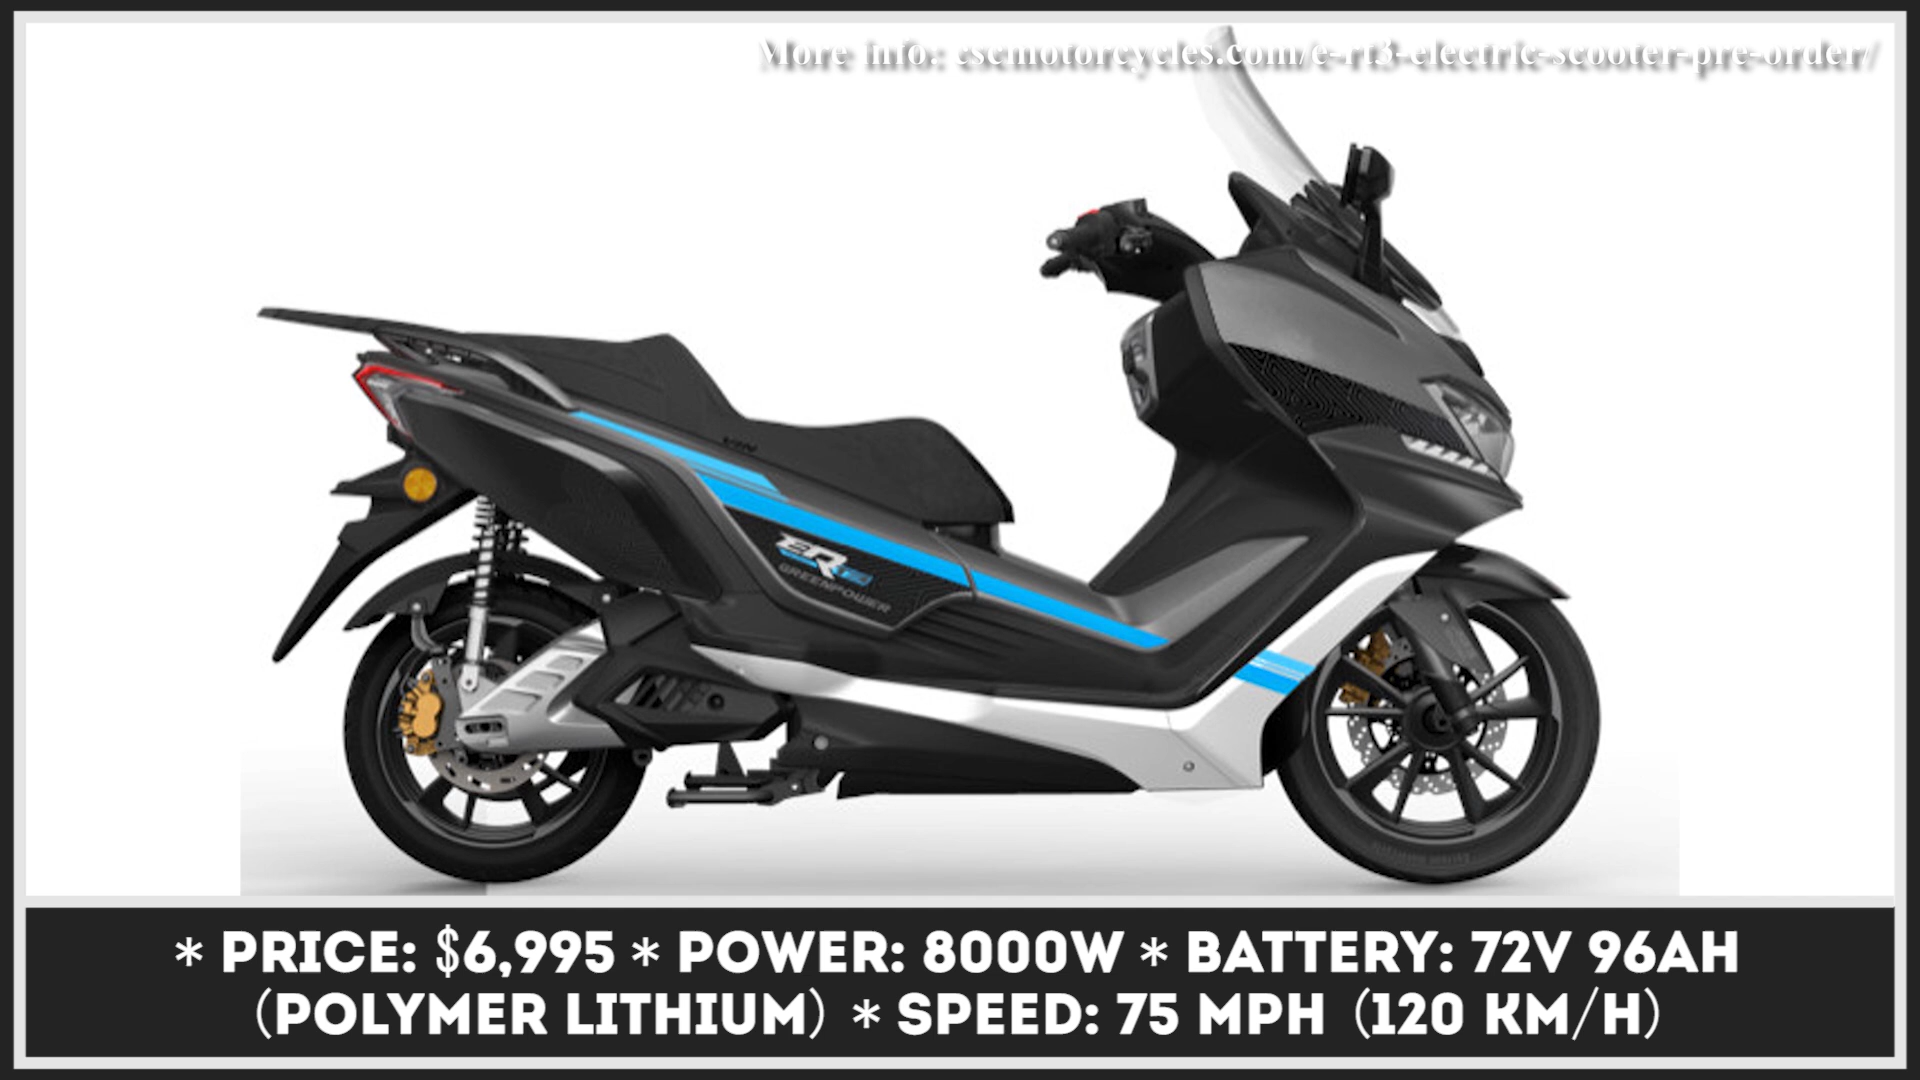 More info: cscmotorcycles.com/e-rt3-electric-scooter-pre-order/
GREENPOWER
* PRICE: $6,995 * POWER: 8000W * BATTERY: 72V 96AH
(POLYMER LITHIUM) * SPEED: 75 MPH (120 KM/H)